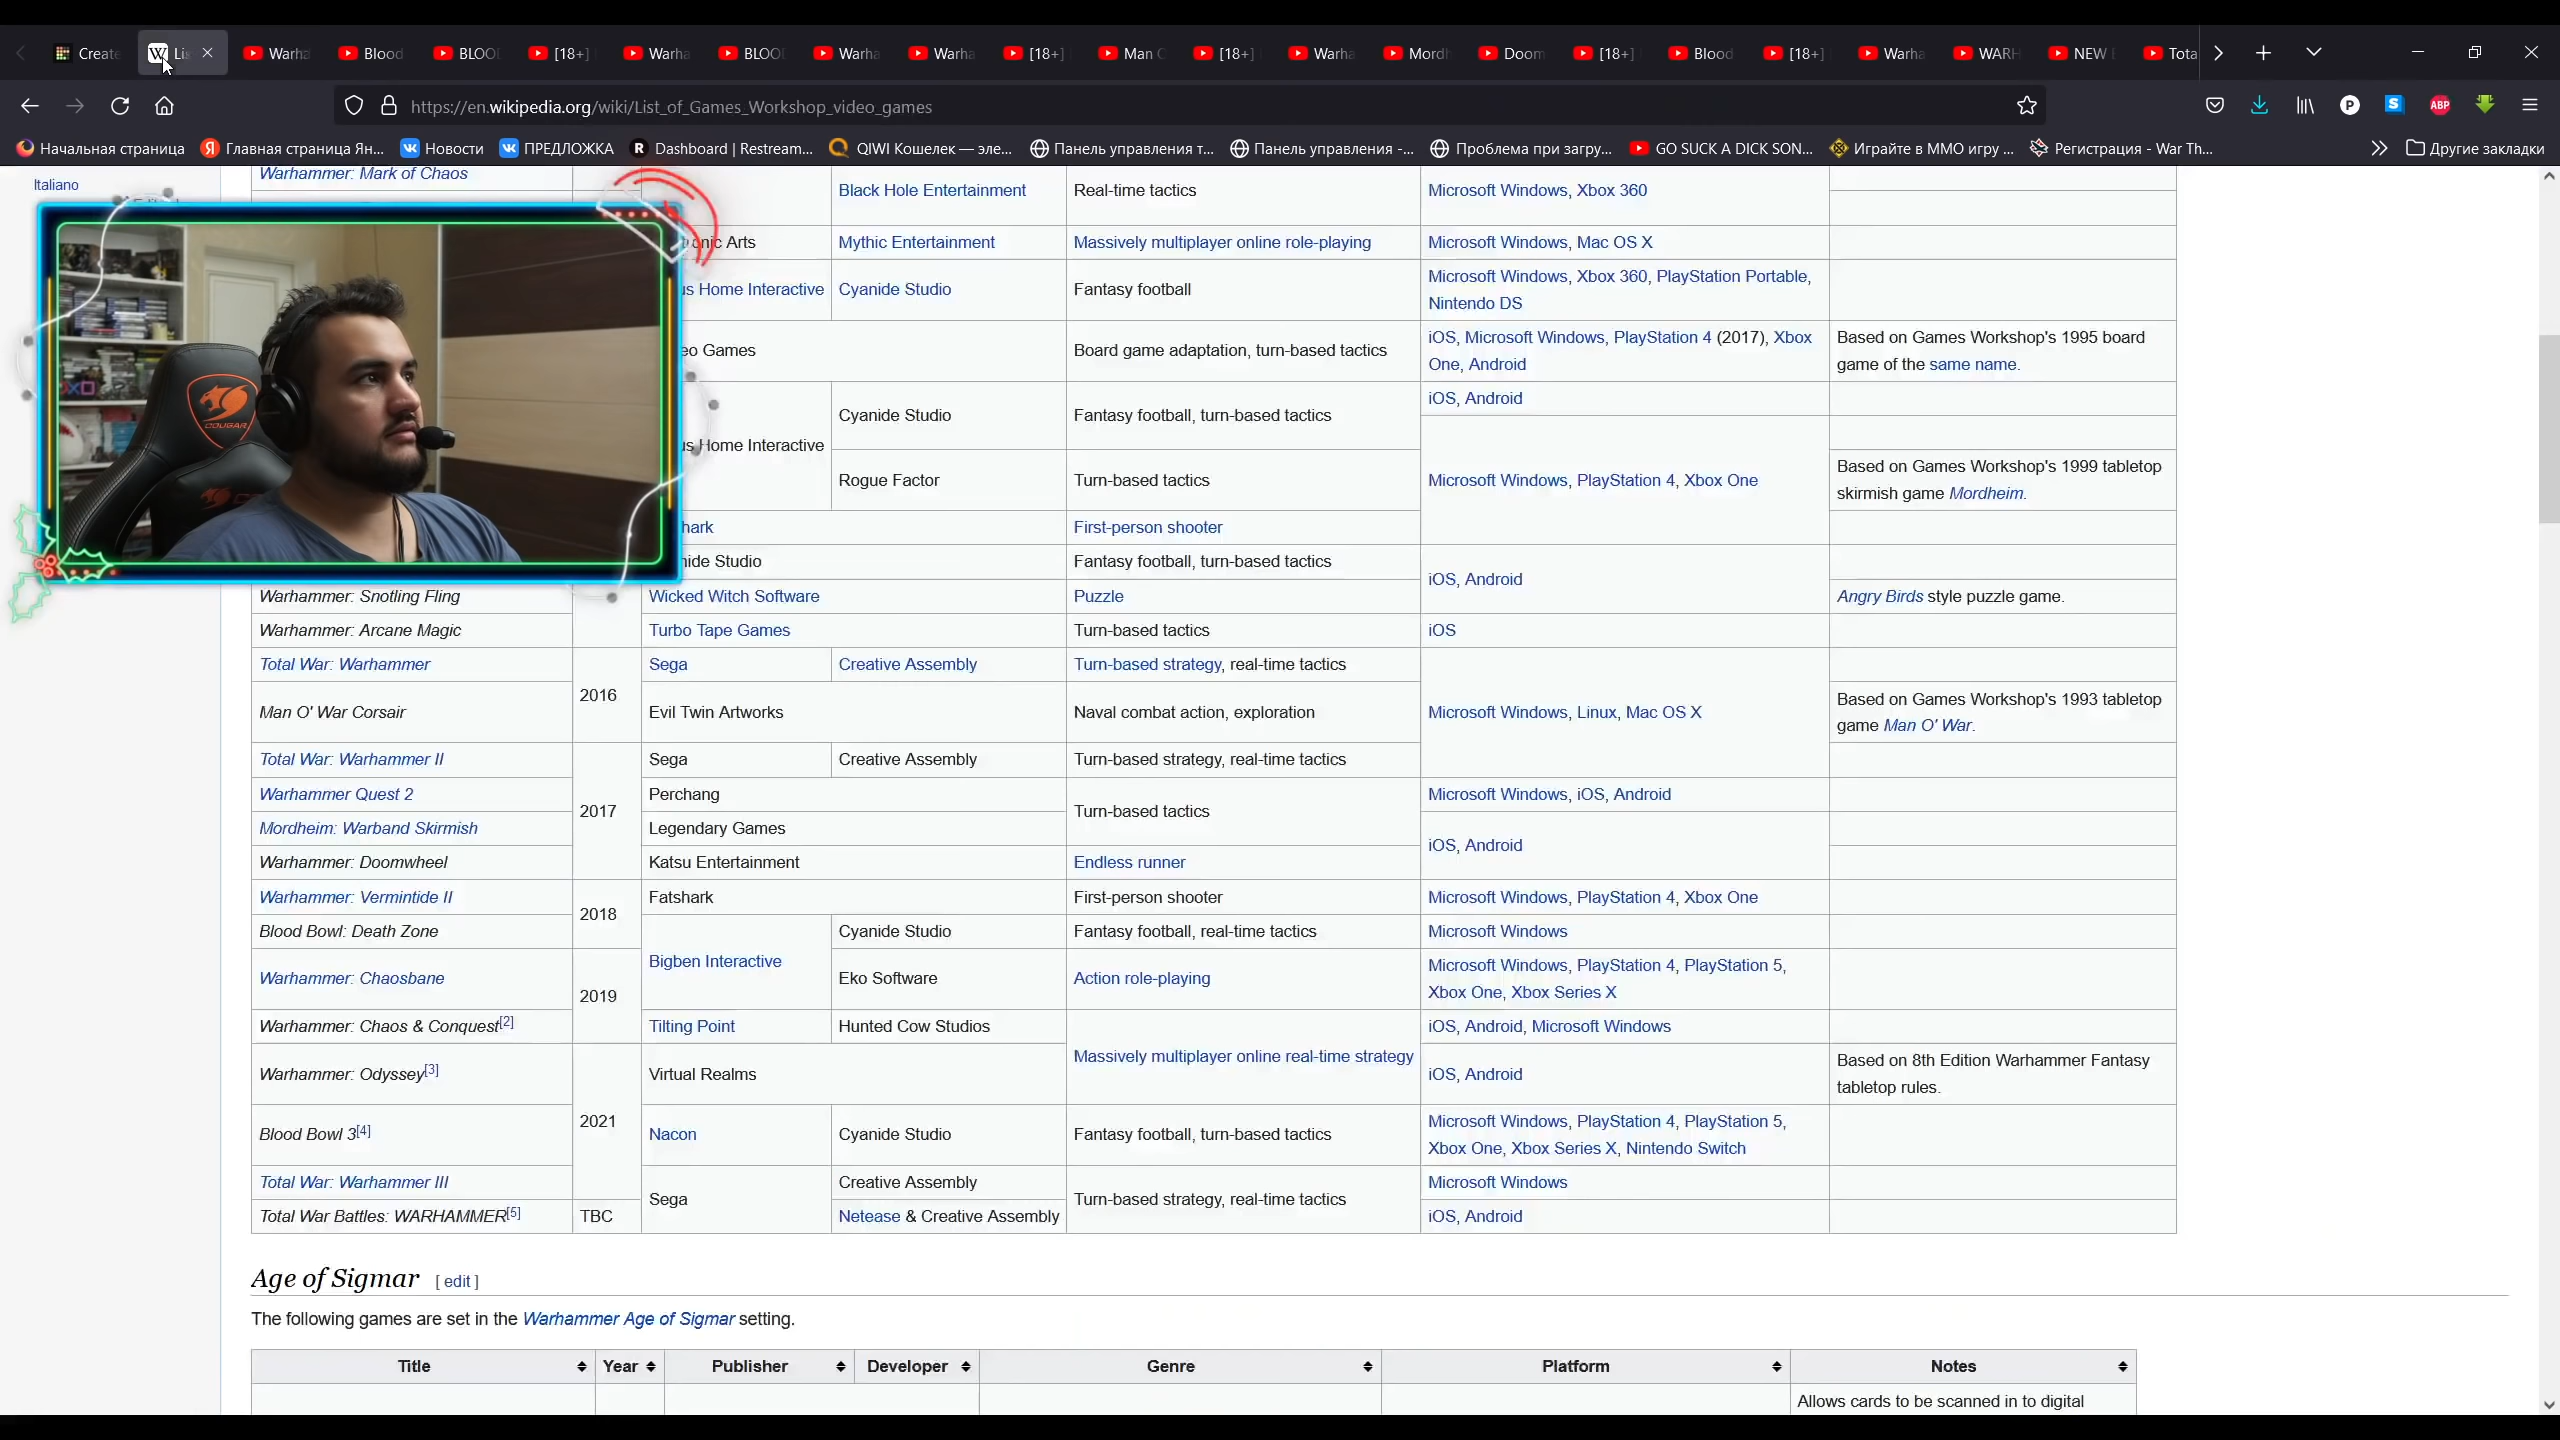 Create
Li
Warha
Blood
BLOO
[18+]
Warha
BLOO
Warha
Warha
[18+]
Man
[18+]
Warha
Mordh
Doom
[18+]
Blood
[18+]
Warha
WARH
NEW
Tota
https://en.wikipedia.org/wiki/List_of_Games_Workshop_video_games
ABP
Начальная страница
Главная страница Ян...
Новости
ПРЕДЛОЖКА
Dashboard | Restream...
QIWI Кошелек — эле...
Панель управления т...
Панель управления -...
Проблема при загру...
GO SUCK A DICK SON...
Играйте в ММО игру ...
Регистрация - War Th...
Другие закладки
Italiano
Warhammer: Mark of Chaos
Black Hole Entertainment Real-time tactics Microsoft Windows, Xbox 360
onic Arts Mythic Entertainment Massively multiplayer online role-playing Microsoft Windows, Mac OS X
us Home Interactive Cyanide Studio Fantasy football Microsoft Windows, Xbox 360, PlayStation Portable,
Nintendo DS
eo Games Board game adaptation, turn-based tactics iOS, Microsoft Windows, PlayStation 4 (2017), Xbox
One, Android
Based on Games Workshop's 1995 board
game of the same name.
iOS, Android
Cyanide Studio Fantasy football, turn-based tactics
us Home Interactive
Rogue Factor Turn-based tactics Microsoft Windows, PlayStation 4, Xbox One
Based on Games Workshop's 1999 tabletop
skirmish game Mordheim.
COUGAR
hark First-person shooter
nide Studio Fantasy football, turn-based tactics
iOS, Android
Warhammer: Snotling Fling Wicked Witch Software Puzzle Angry Birds style puzzle game.
Warhammer: Arcane Magic Turbo Tape Games Turn-based tactics iOS
Total War: Warhammer Sega Creative Assembly Turn-based strategy, real-time tactics
2016
Man O' War Corsair Evil Twin Artworks Naval combat action, exploration Microsoft Windows, Linux, Mac OS X
Based on Games Workshop's 1993 tabletop
game Man O' War.
Total War: Warhammer II Sega Creative Assembly Turn-based strategy, real-time tactics
Warhammer Quest 2 Perchang Microsoft Windows, iOS, Android
2017 Turn-based tactics
Mordheim: Warband Skirmish Legendary Games
iOS, Android
Warhammer: Doomwheel Katsu Entertainment Endless runner
Warhammer: Vermintide II Fatshark First-person shooter Microsoft Windows, PlayStation 4, Xbox One
2018
Blood Bowl: Death Zone Cyanide Studio Fantasy football, real-time tactics Microsoft Windows
Bigben Interactive
Warhammer: Chaosbane Eko Software Action role-playing Microsoft Windows, PlayStation 4, PlayStation 5,
Xbox One, Xbox Series X
2019
Warhammer: Chaos & Conquest[2] Tilting Point Hunted Cow Studios iOS, Android, Microsoft Windows
Massively multiplayer online real-time strategy
Warhammer: Odyssey[3] Virtual Realms iOS, Android
Based on 8th Edition Warhammer Fantasy
tabletop rules.
2021
Blood Bowl 3[4] Nacon Cyanide Studio Fantasy football, turn-based tactics Microsoft Windows, PlayStation 4, PlayStation 5,
Xbox One, Xbox Series X, Nintendo Switch
Total War: Warhammer III Creative Assembly Microsoft Windows
Sega Turn-based strategy, real-time tactics
Total War Battles: WARHAMMER[5] TBC Netease & Creative Assembly iOS, Android
Age of Sigmar [ edit ]
The following games are set in the Warhammer Age of Sigmar setting.
Title Year Publisher Developer Genre Platform Notes
Allows cards to be scanned in to digital